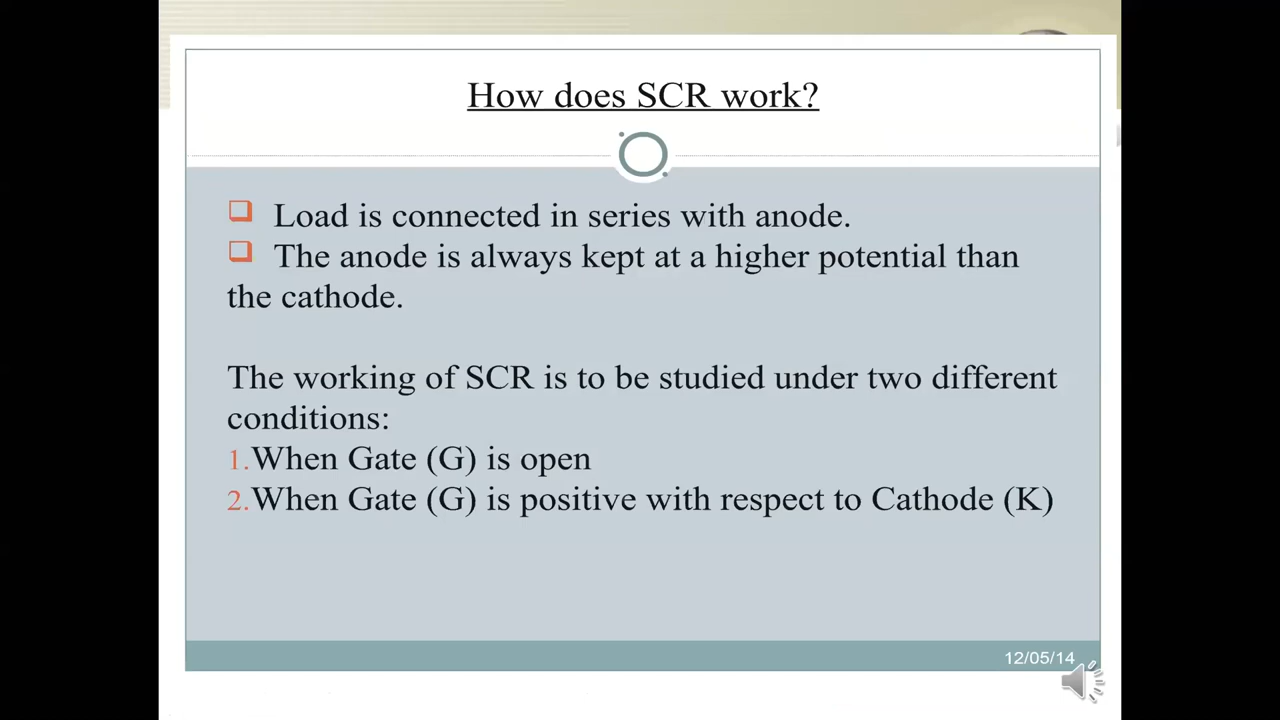 How does SCR work?
Load is connected in series with anode.
The anode is always kept at a higher potential than
the cathode.
The working of SCR is to be studied under two different
conditions:
1.When Gate (G) is open
2.When Gate (G) is positive with respect to Cathode (K)
12/05/14